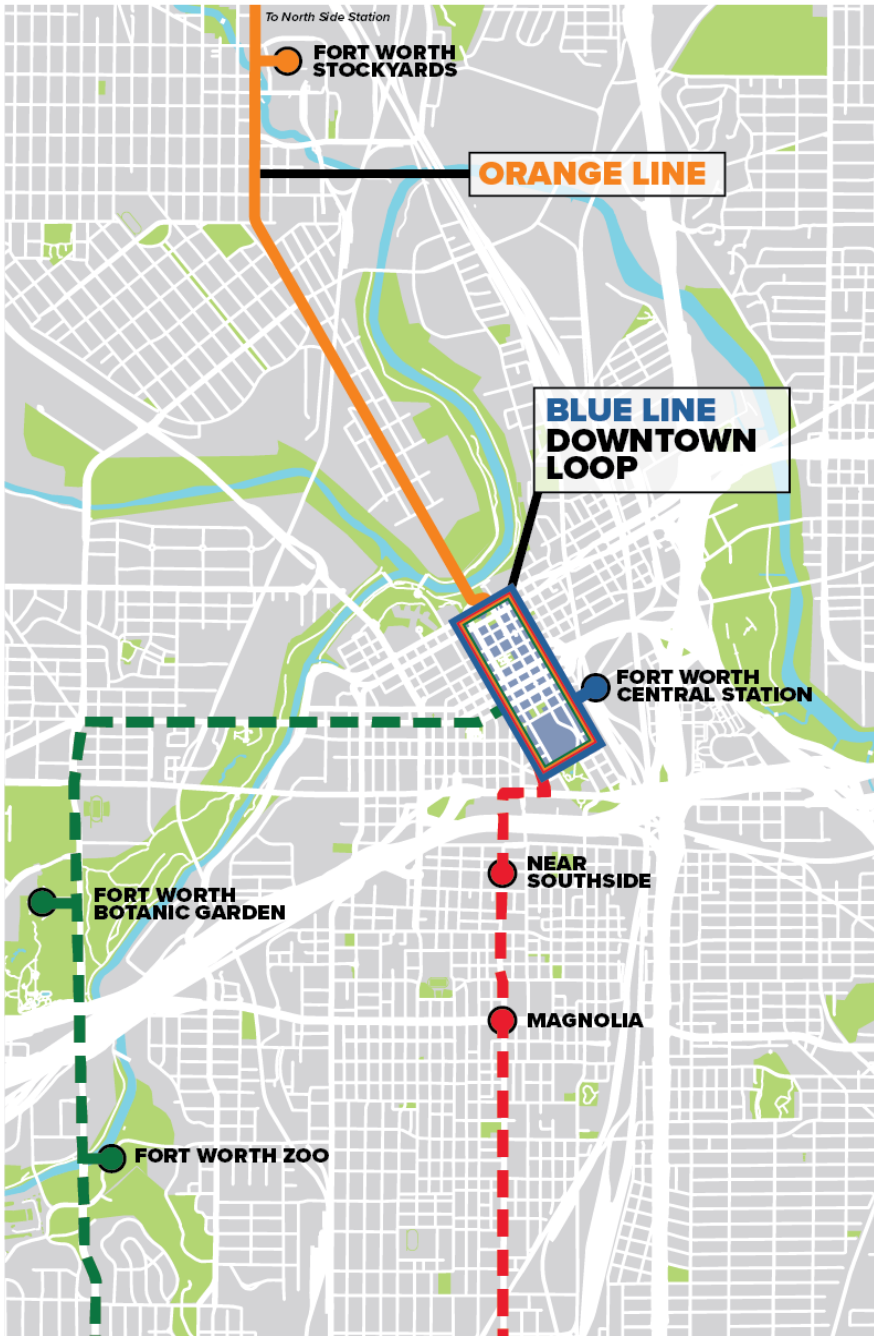 To North Side Station
FORT WORTH
STOCKYARDS
ORANGE LINE
BLUE LINE
DOWNTOWN
LOOP
FORT WORTH
CENTRAL STATION
NEAR
SOUTHSIDE
FORT WORTH
BOTANIC GARDEN
MAGNOLIA
FORT WORTH ZOO